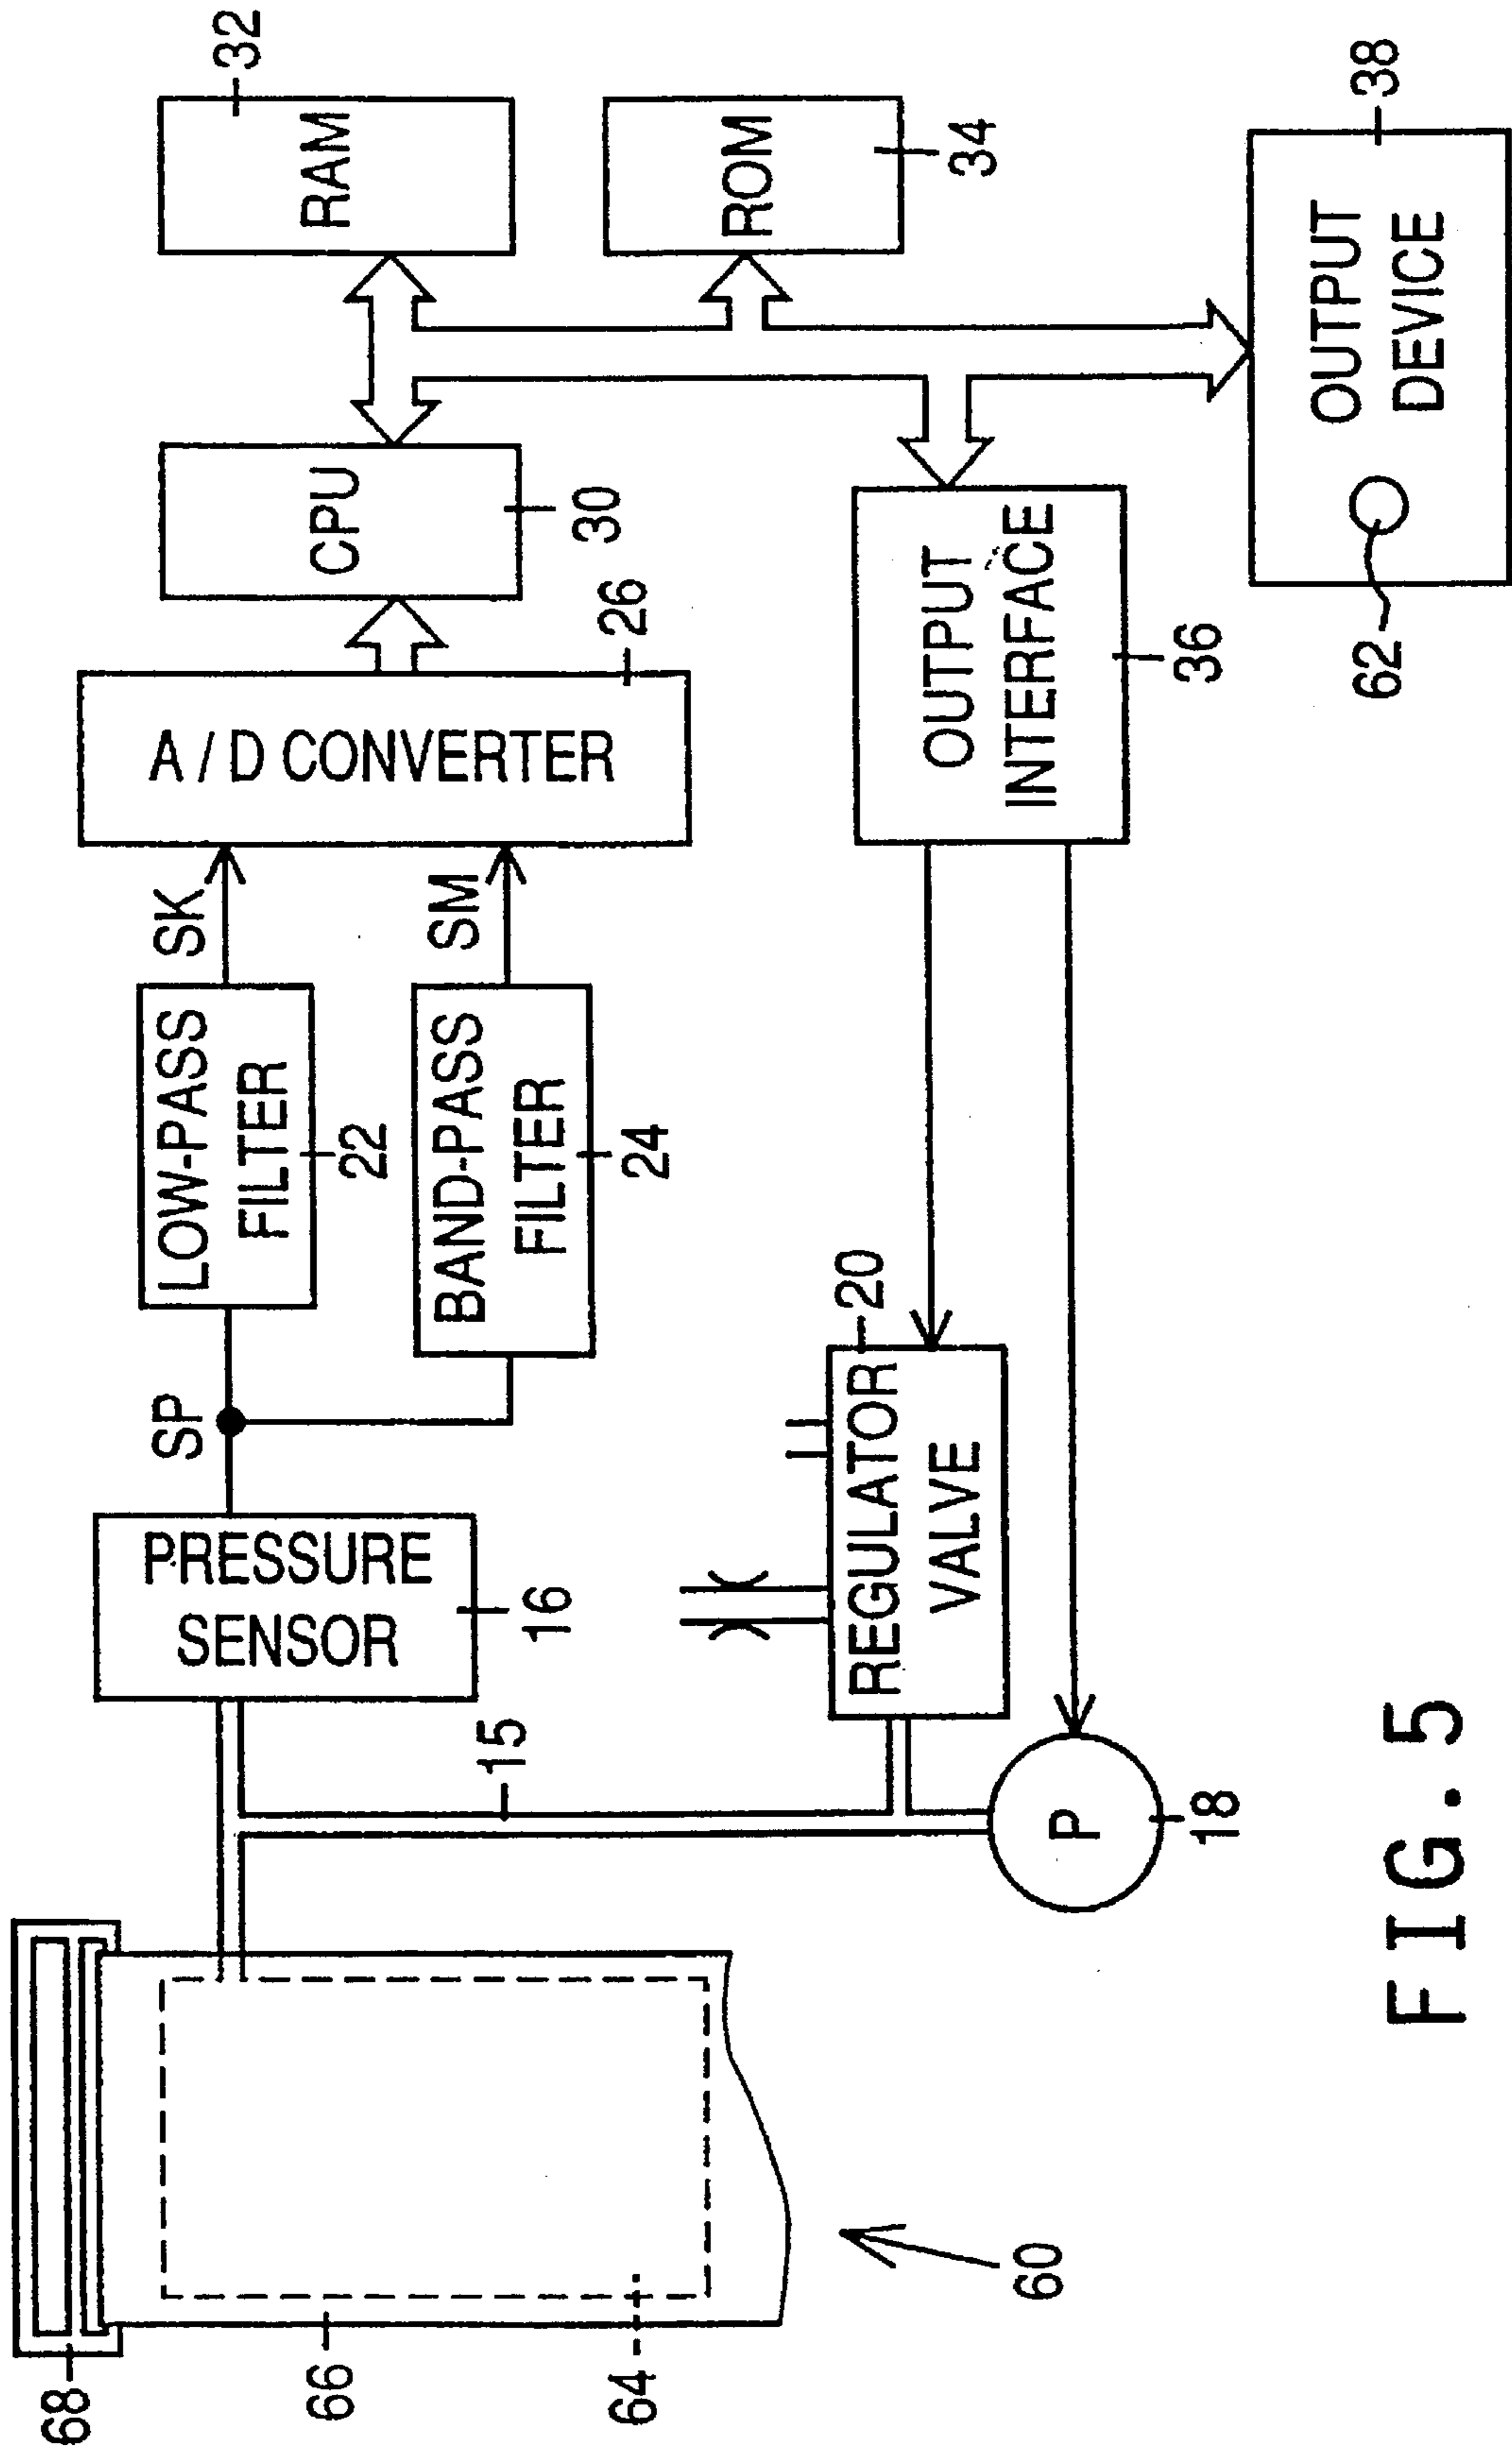 68
66
64
60
15
PRESSURE
SENSOR
16
SP
LOW-PASS
FILTER
22
SK
BAND-PASS
FILTER
24
SM
A / D CONVERTER
26
CPU
30
RAM
32
ROM
34
REGULATOR
VALVE
20
P
18
OUTPUT
INTERFACE
36
OUTPUT
DEVICE
38
62
FIG. 5